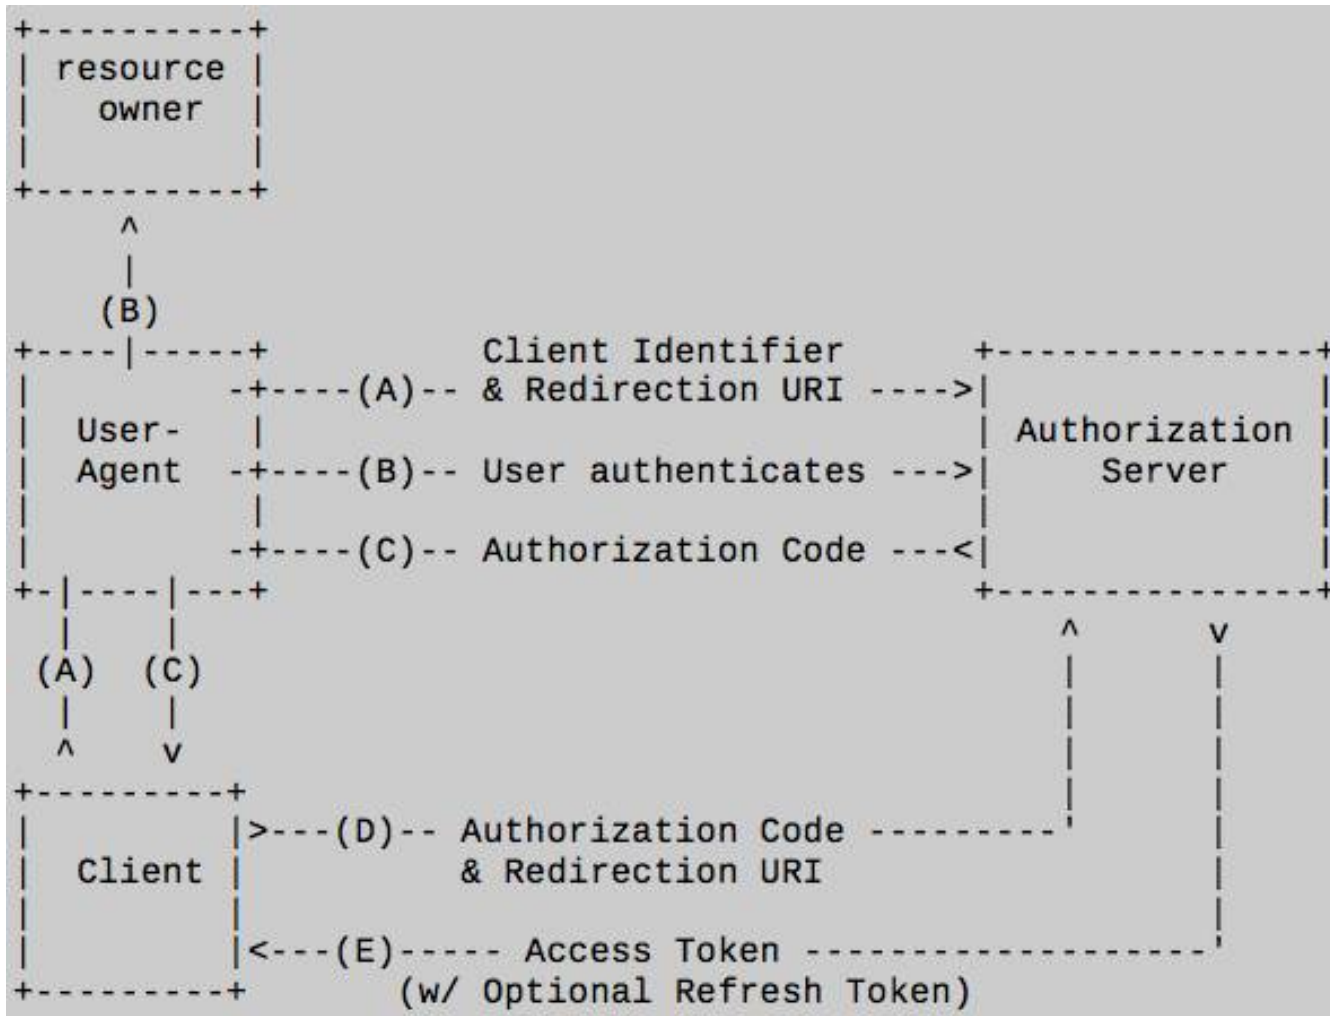 +----------+
| resource |
|  owner   |
|          |
+----------+
     ^
     |
    (B)
+----|-----+          Client Identifier      +---------------+
|         -+----(A)-- & Redirection URI ---->|               |
|  User-   |                                 | Authorization |
|  Agent  -+----(B)-- User authenticates --->|     Server    |
|          |                                 |               |
|         -+----(C)-- Authorization Code ---<|               |
+-|----|---+                                 +---------------+
  |    |                                         ^      v
 (A)  (C)                                        |      |
  |    |                                         |      |
  ^    v                                         |      |
+---------+                                      |      |
|         |>---(D)-- Authorization Code ---------'      |
|  Client |          & Redirection URI                  |
|         |                                             |
|         |<---(E)----- Access Token -------------------'
+---------+       (w/ Optional Refresh Token)